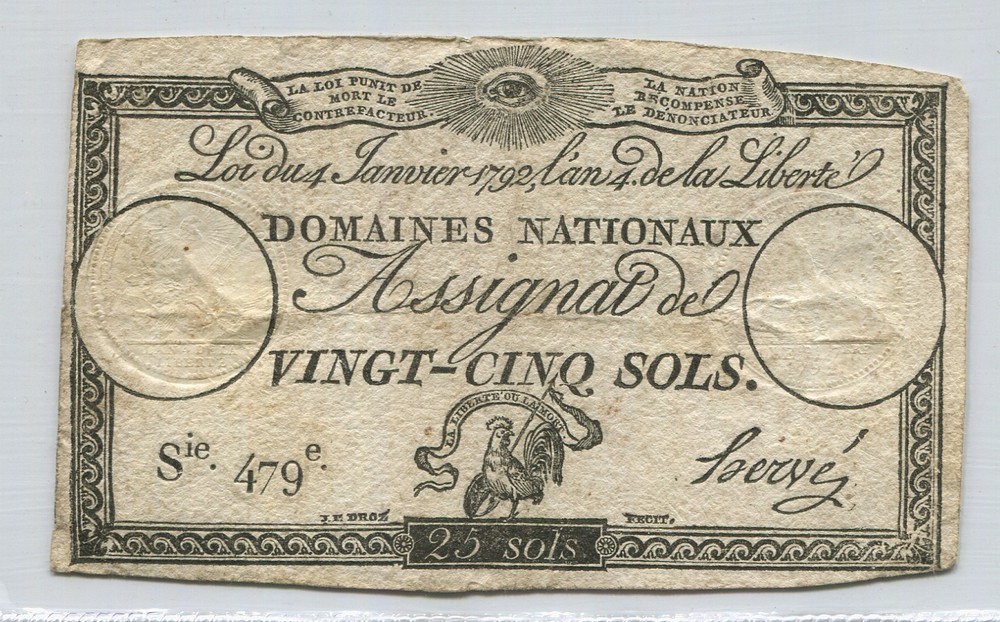 LA LOI PUNIT DE
MORT LE
CONTREFACTEUR.
LA NATION
RECOMPENSE
LE DENONCIATEUR
Loi du 4 Janvier 1792, l'an 4. de la Liberté
DOMAINES NATIONAUX
Assignat de
VINGT-CINQ SOLS.
LA LIBERTÉ OU LA MORT
Sie. 479e.
Hervé
J.P. DROZ FECIT.
25 sols